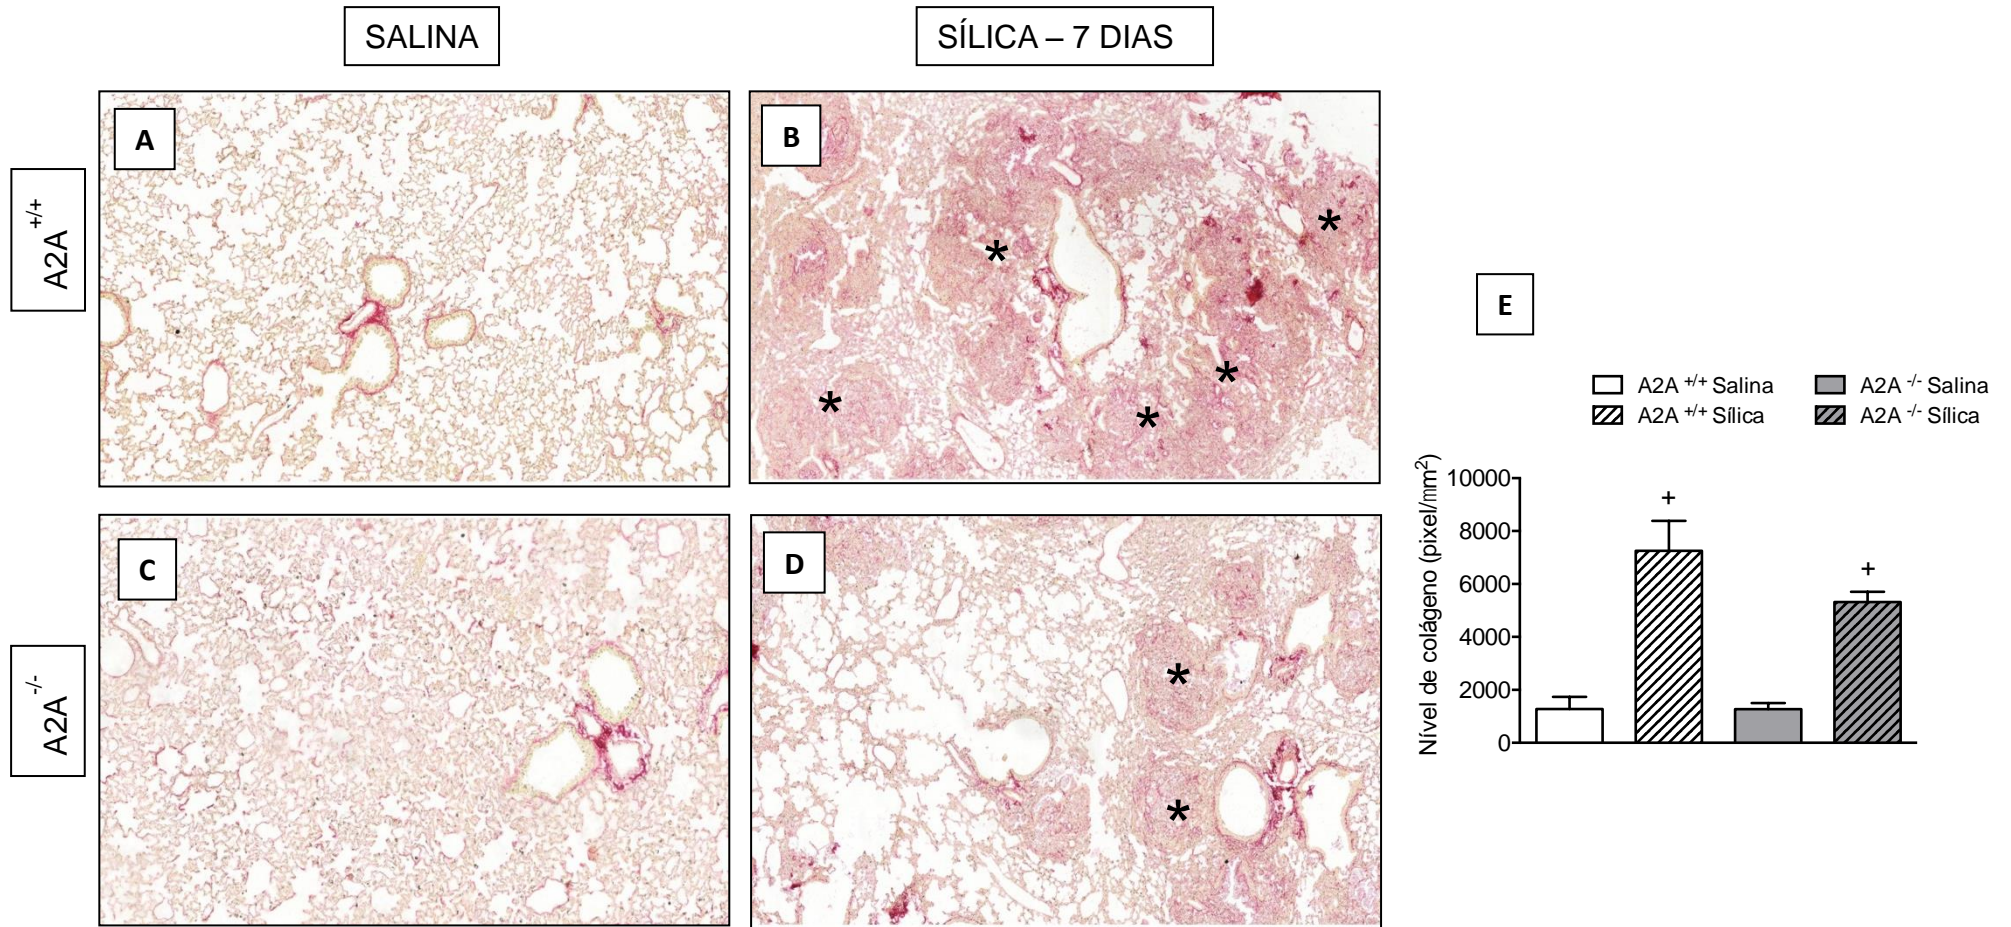 SALINA
SÍLICA – 7 DIAS
A2A +/+
A
B
*
*
*
*
*
A2A -/-
C
D
*
*
E
A2A +/+ Salina
A2A -/- Salina
A2A +/+ Sílica
A2A -/- Sílica
Nível de colágeno (pixel/mm²)
10000
8000
6000
4000
2000
0
+
+